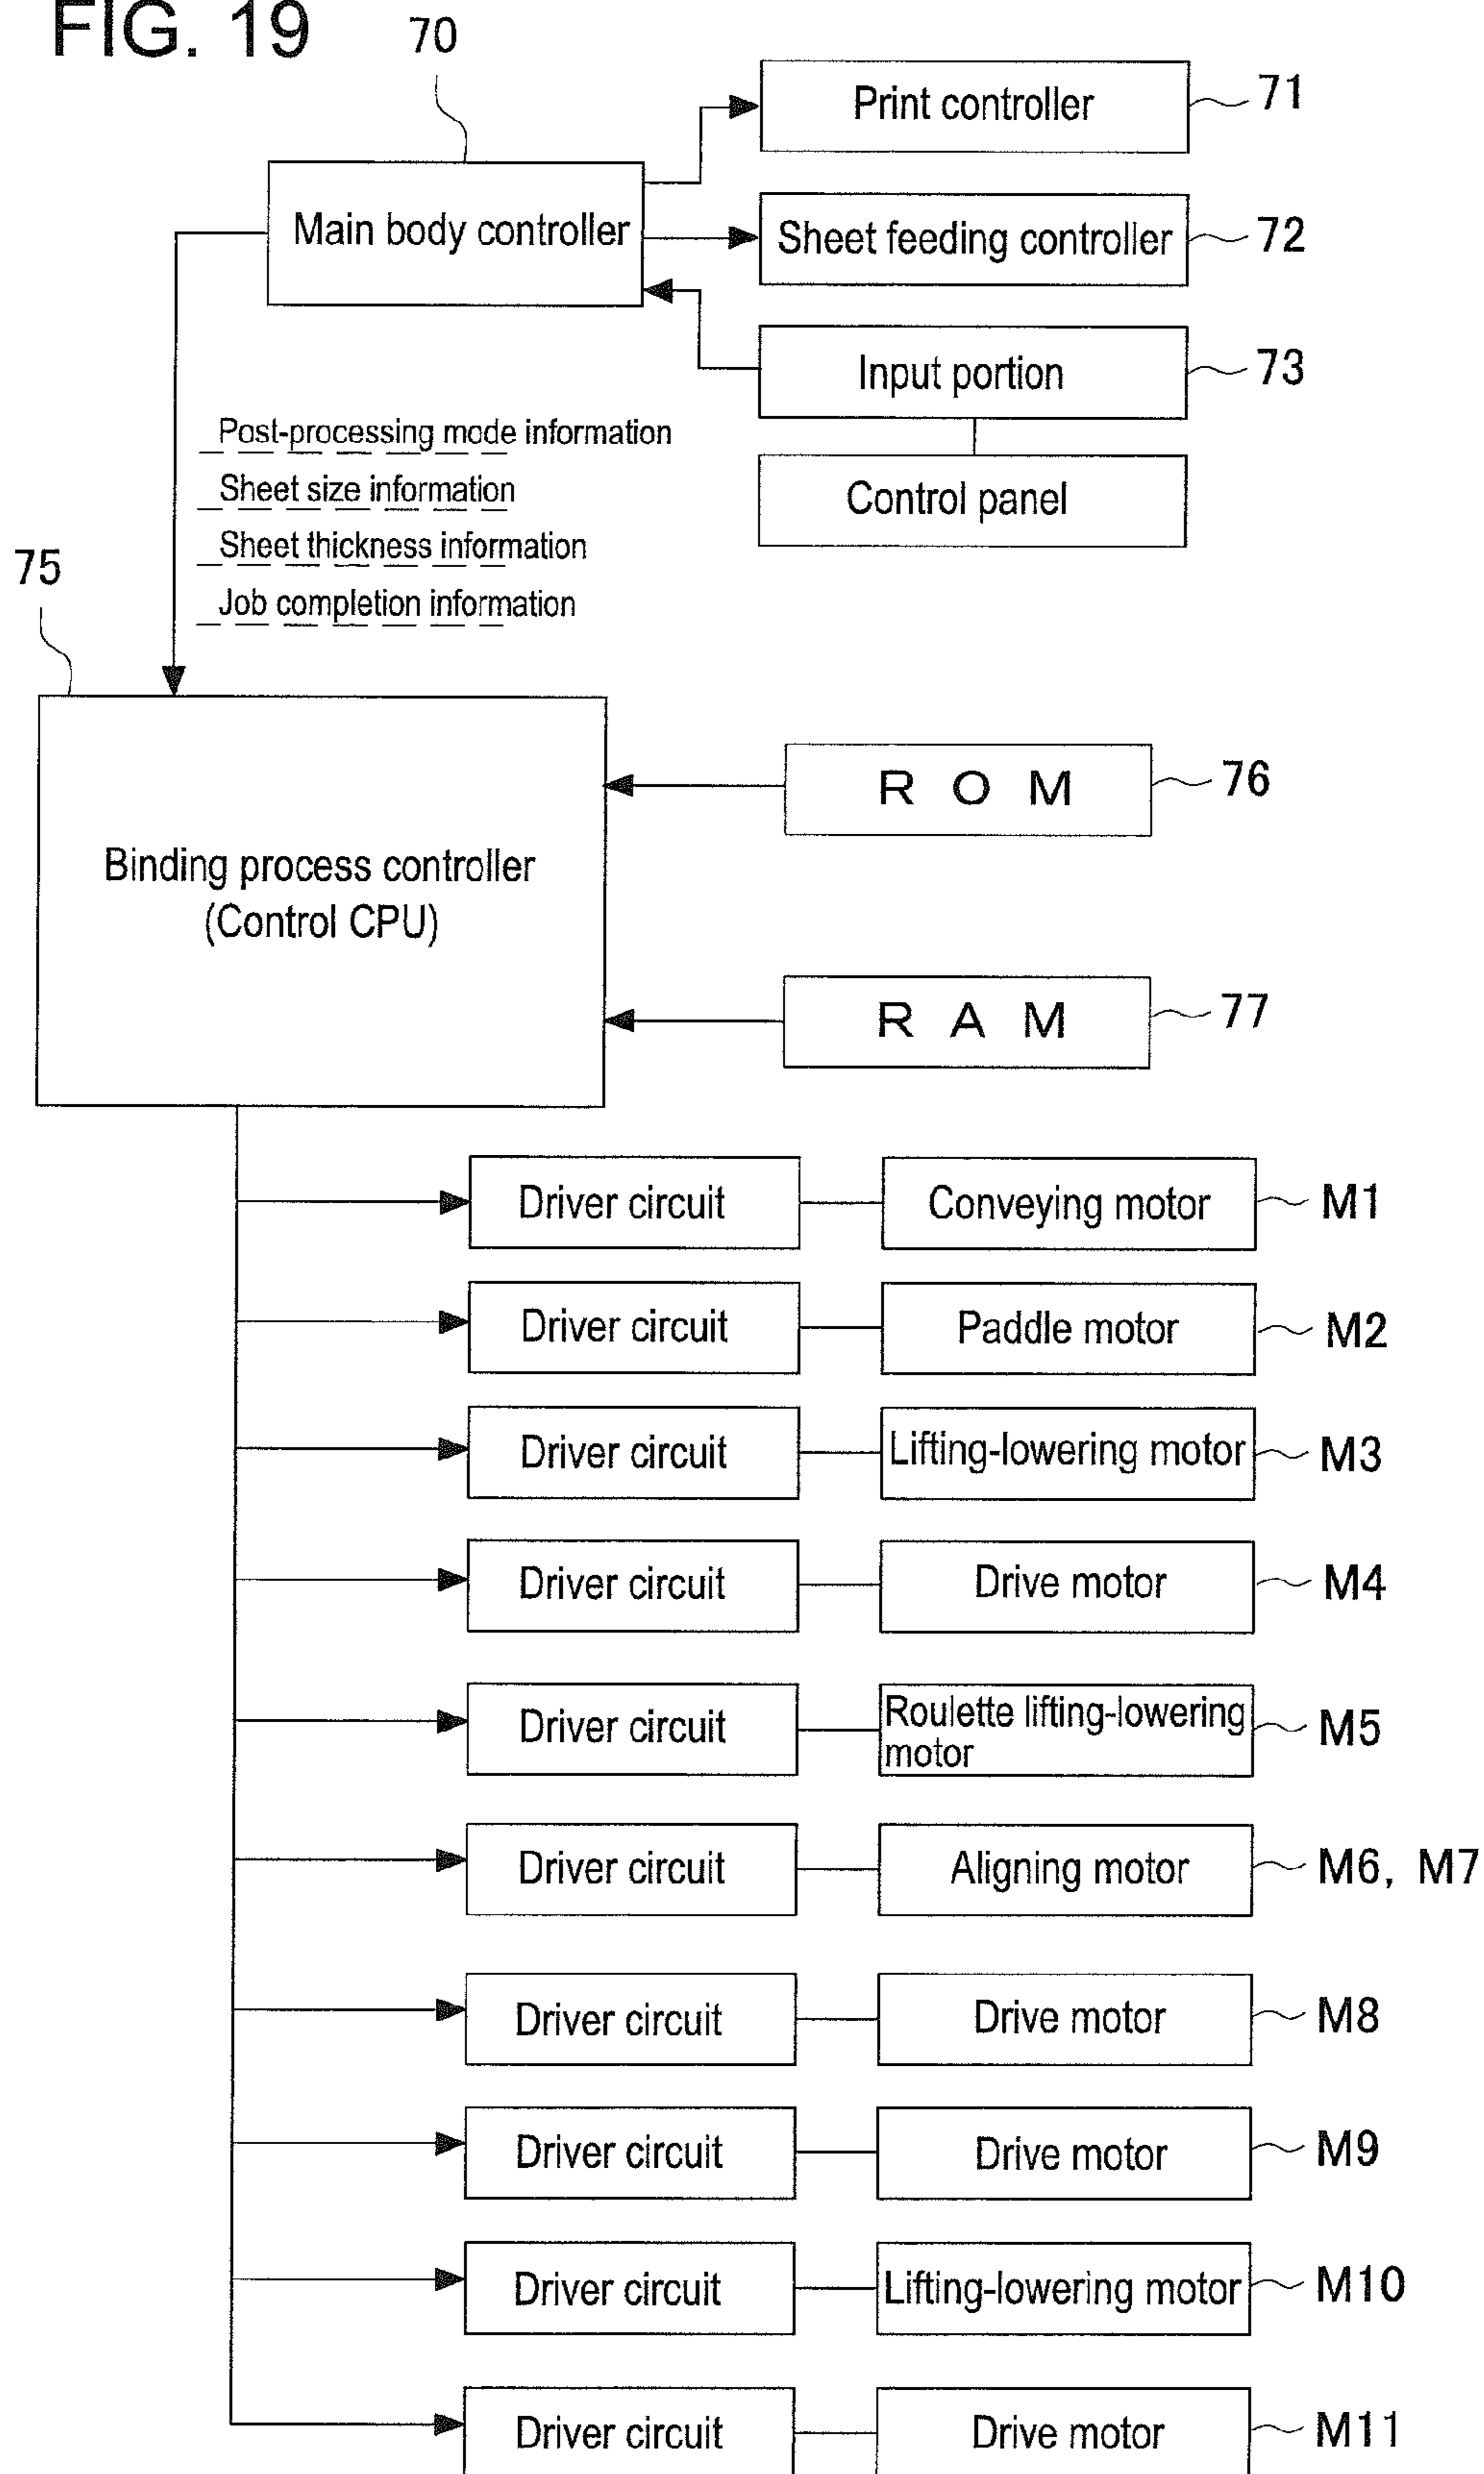 FIG. 19
70
Print controller
71
Main body controller
Sheet feeding controller
72
Input portion
73
Control panel
Post-processing mode information
Sheet size information
Sheet thickness information
Job completion information
75
Binding process controller
(Control CPU)
ROM
76
RAM
77
Driver circuit
Conveying motor
M1
Driver circuit
Paddle motor
M2
Driver circuit
Lifting-lowering motor
M3
Driver circuit
Drive motor
M4
Driver circuit
Roulette lifting-lowering
motor
M5
Driver circuit
Aligning motor
M6, M7
Driver circuit
Drive motor
M8
Driver circuit
Drive motor
M9
Driver circuit
Lifting-lowering motor
M10
Driver circuit
Drive motor
M11